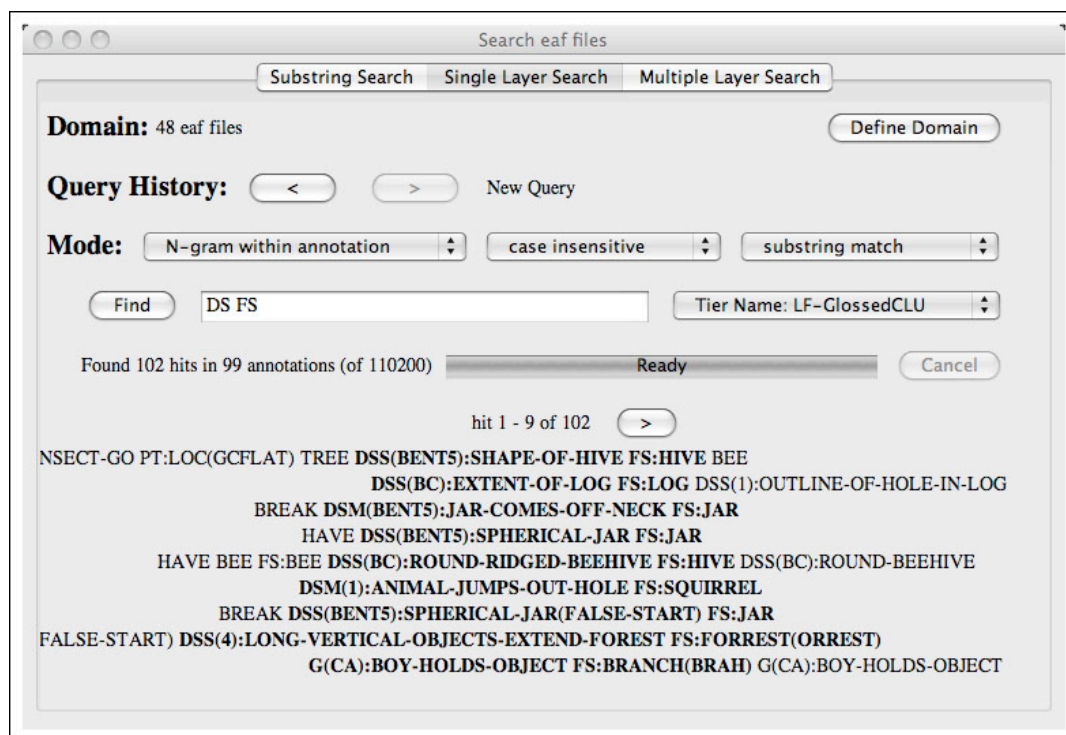 Search eaf files
Substring Search Single Layer Search Multiple Layer Search
Domain: 48 eaf files Define Domain
Query History: < > New Query
Mode: N-gram within annotation case insensitive substring match
Find DS FS Tier Name: LF-GlossedCLU
Found 102 hits in 99 annotations (of 110200) Ready Cancel
hit 1 - 9 of 102 >
NSECT-GO PT:LOC(GCFLAT) TREE DSS(BENT5):SHAPE-OF-HIVE FS:HIVE BEE
DSS(BC):EXTENT-OF-LOG FS:LOG DSS(1):OUTLINE-OF-HOLE-IN-LOG
BREAK DSM(BENT5):JAR-COMES-OFF-NECK FS:JAR
HAVE DSS(BENT5):SPHERICAL-JAR FS:JAR
HAVE BEE FS:BEE DSS(BC):ROUND-RIDGED-BEEHIVE FS:HIVE DSS(BC):ROUND-BEEHIVE
DSM(1):ANIMAL-JUMPS-OUT-HOLE FS:SQUIRREL
BREAK DSS(BENT5):SPHERICAL-JAR(FALSE-START) FS:JAR
FALSE-START) DSS(4):LONG-VERTICAL-OBJECTS-EXTEND-FOREST FS:FORREST(ORREST)
G(CA):BOY-HOLDS-OBJECT FS:BRANCH(BRAH) G(CA):BOY-HOLDS-OBJECT